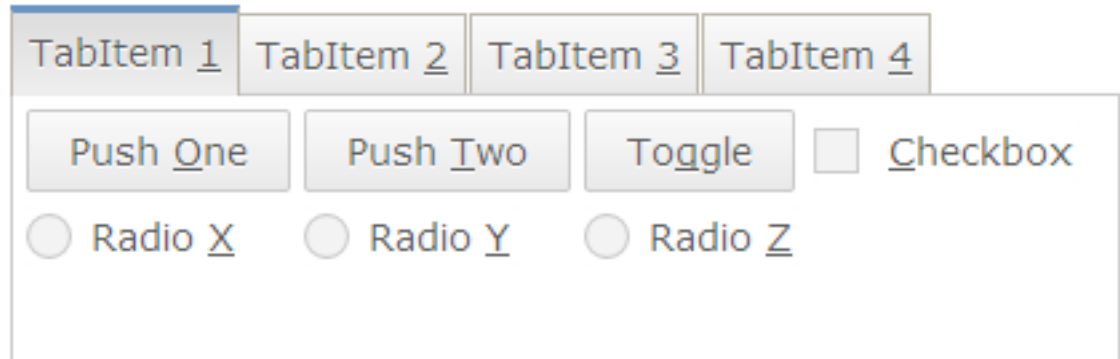 TabItem 1 TabItem 2 TabItem 3 TabItem 4
Push One Push Two Toggle Checkbox
Radio X Radio Y Radio Z